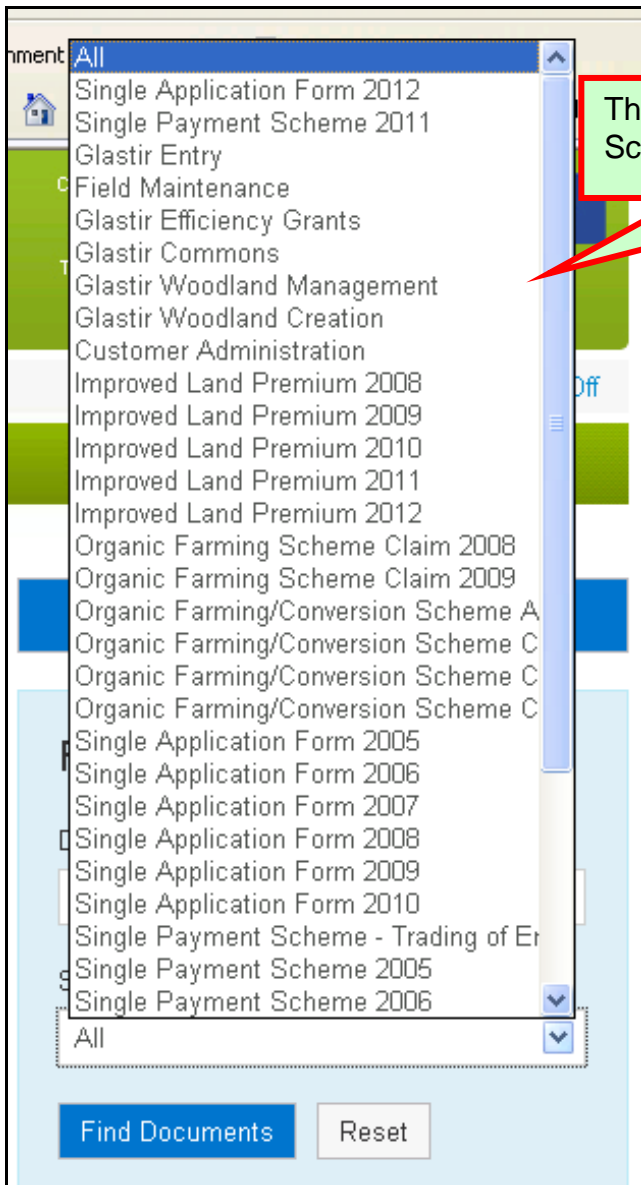 nment
All
Single Application Form 2012
Single Payment Scheme 2011
Glastir Entry
Field Maintenance
Glastir Efficiency Grants
Glastir Commons
Glastir Woodland Management
Glastir Woodland Creation
Customer Administration
Improved Land Premium 2008
Improved Land Premium 2009
Improved Land Premium 2010
Improved Land Premium 2011
Improved Land Premium 2012
Organic Farming Scheme Claim 2008
Organic Farming Scheme Claim 2009
Organic Farming/Conversion Scheme A
Organic Farming/Conversion Scheme C
Organic Farming/Conversion Scheme C
Organic Farming/Conversion Scheme C
Single Application Form 2005
Single Application Form 2006
Single Application Form 2007
Single Application Form 2008
Single Application Form 2009
Single Application Form 2010
Single Payment Scheme - Trading of
Single Payment Scheme 2005
Single Payment Scheme 2006
All
Find Documents
Reset
Th
Sc
Off